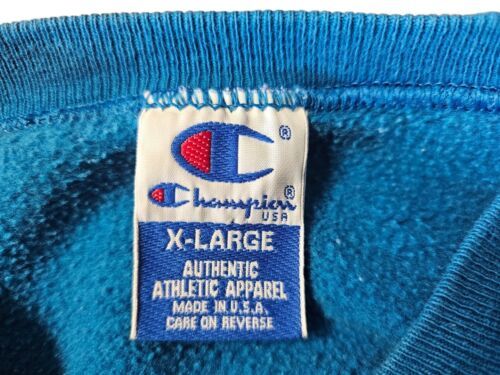 ®
Champion®
USA
X-LARGE
AUTHENTIC
ATHLETIC APPAREL
MADE IN U.S.A.
CARE ON REVERSE